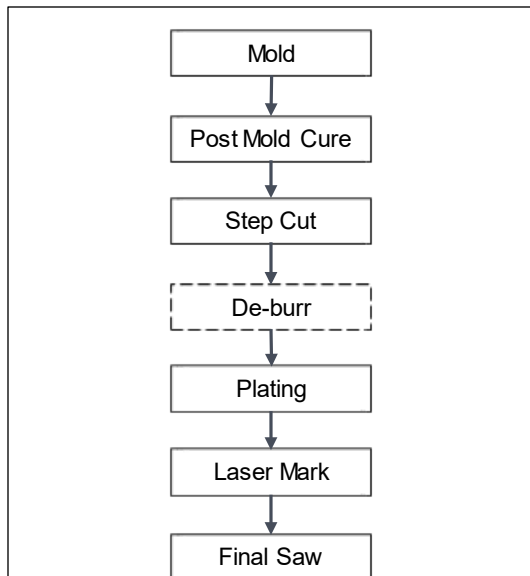 Mold
Post Mold Cure
Step Cut
De-burr
Plating
Laser Mark
Final Saw